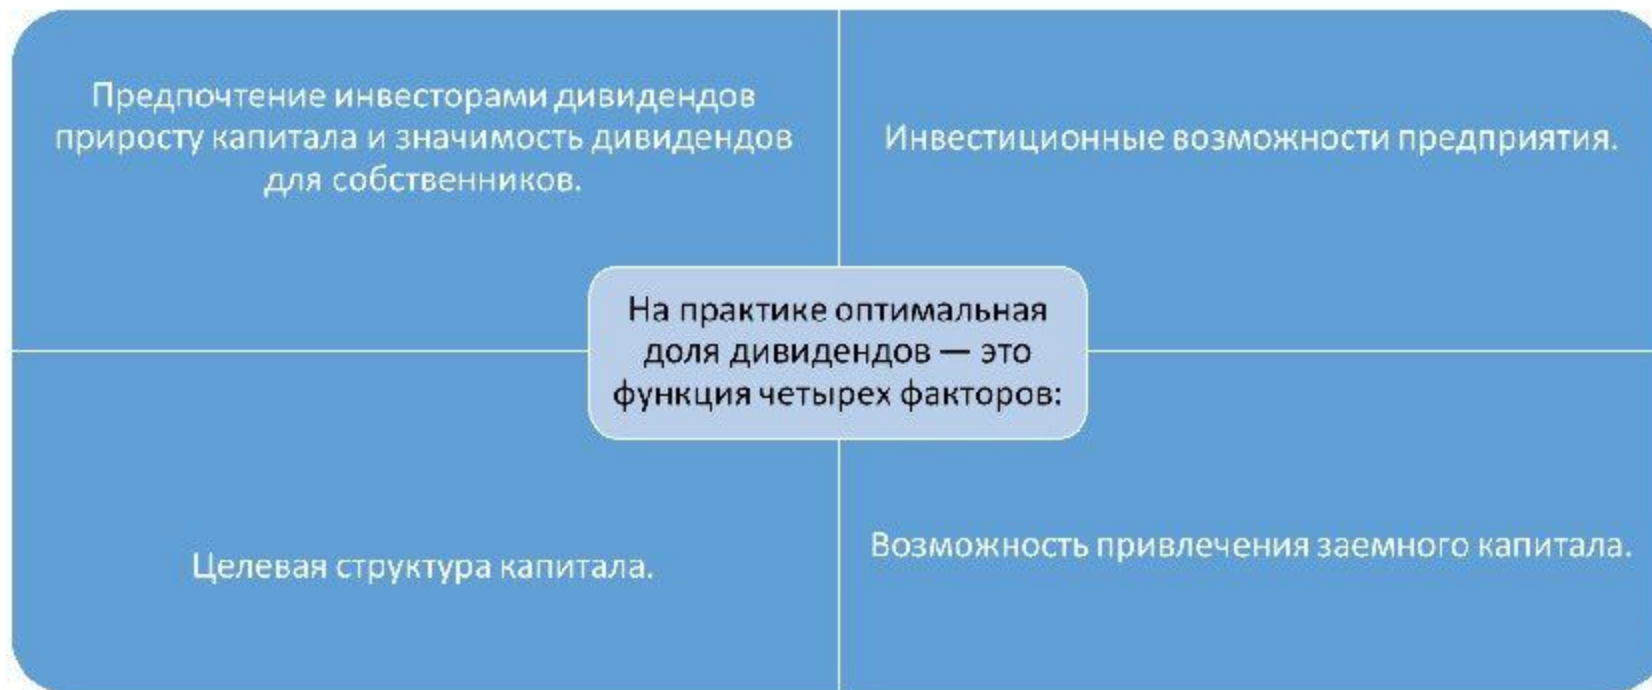 Предпочтение инвесторами дивидендов
приросту капитала и значимость дивидендов
для собственников.
Инвестиционные возможности предприятия.
На практике оптимальная
доля дивидендов — это
функция четырех факторов:
Целевая структура капитала.
Возможность привлечения заемного капитала.